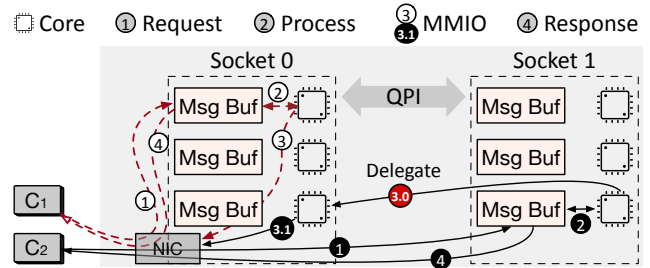 Core ① Request ② Process ③ 3.1 MMIO ④ Response
Socket 0 Socket 1
Msg Buf ② QPI Msg Buf
④ ③
Msg Buf Msg Buf
Delegate
① 3.0
C1 Msg Buf 3.1 Msg Buf 2
C2 NIC 1
4